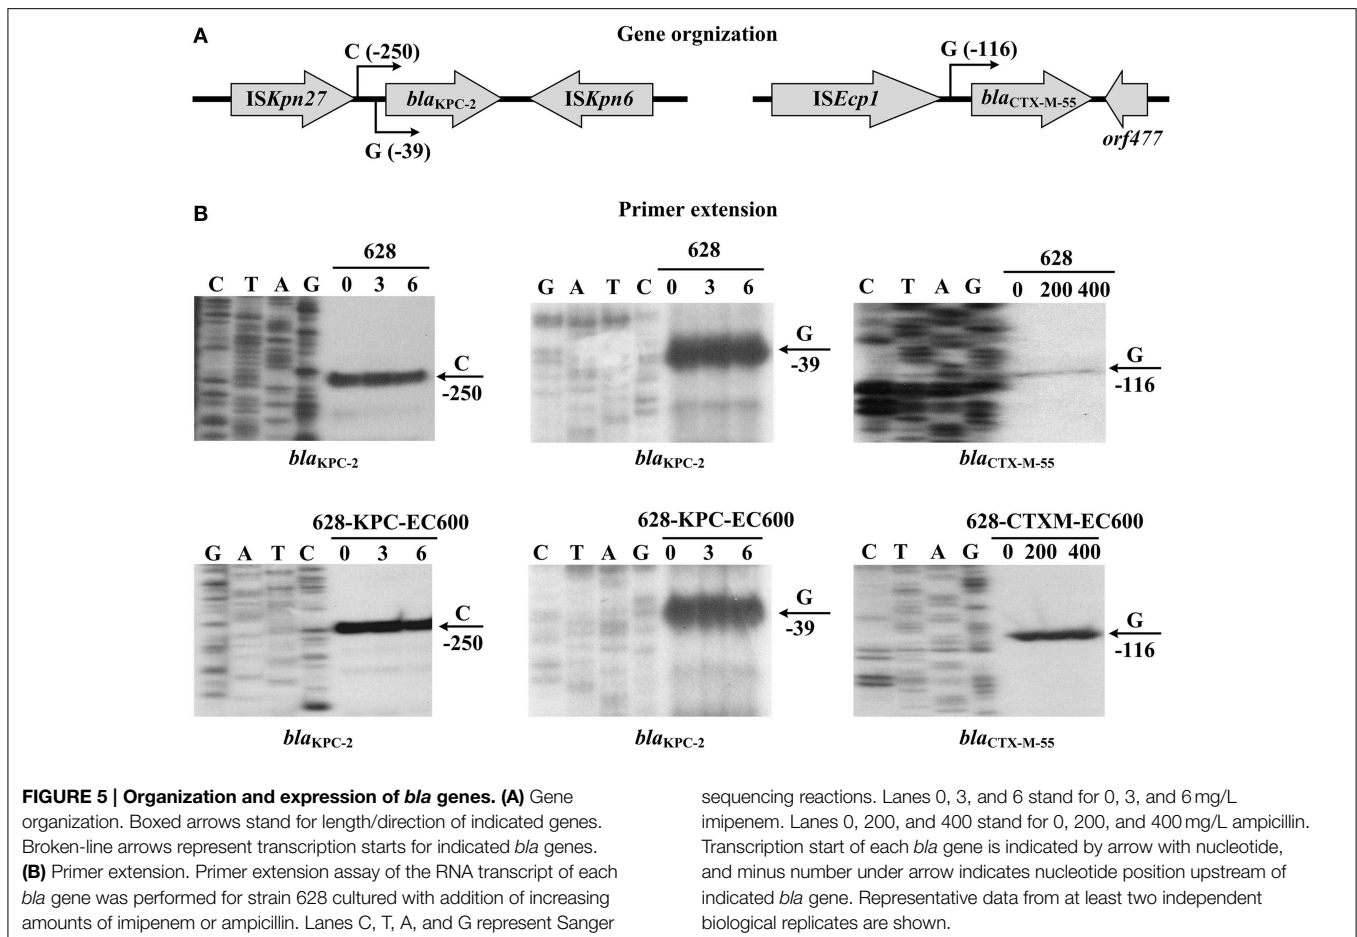 A
Gene orgnization
C (-250)
G (-116)
ISKpn27
blaKPC-2
ISKpn6
ISEcp1
blaCTX-M-55
G (-39)
orf477
B
Primer extension
628
C T A G 0 3 6
C
-250
blaKPC-2
628
G A T C 0 3 6
G
-39
blaKPC-2
628
C T A G 0 200 400
G
-116
blaCTX-M-55
628-KPC-EC600
G A T C 0 3 6
C
-250
blaKPC-2
628-KPC-EC600
C T A G 0 3 6
G
-39
blaKPC-2
628-CTXM-EC600
C T A G 0 200 400
G
-116
blaCTX-M-55
FIGURE 5 | Organization and expression of bla genes. (A) Gene
organization. Boxed arrows stand for length/direction of indicated genes.
Broken-line arrows represent transcription starts for indicated bla genes.
(B) Primer extension. Primer extension assay of the RNA transcript of each
bla gene was performed for strain 628 cultured with addition of increasing
amounts of imipenem or ampicillin. Lanes C, T, A, and G represent Sanger
sequencing reactions. Lanes 0, 3, and 6 stand for 0, 3, and 6 mg/L
imipenem. Lanes 0, 200, and 400 stand for 0, 200, and 400 mg/L ampicillin.
Transcription start of each bla gene is indicated by arrow with nucleotide,
and minus number under arrow indicates nucleotide position upstream of
indicated bla gene. Representative data from at least two independent
biological replicates are shown.